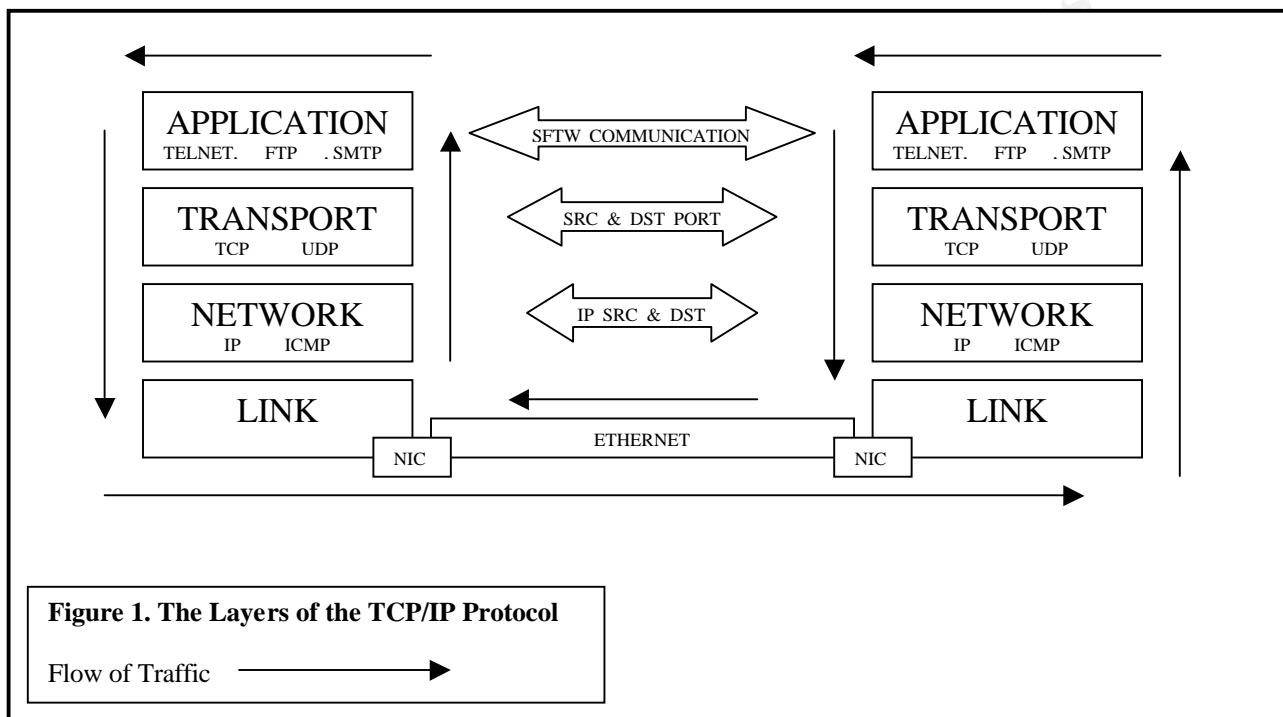 APPLICATION
TELNET. FTP . SMTP
TRANSPORT
TCP UDP
NETWORK
IP ICMP
LINK
NIC
SFTW COMMUNICATION
SRC & DST PORT
IP SRC & DST
ETHERNET
APPLICATION
TELNET. FTP . SMTP
TRANSPORT
TCP UDP
NETWORK
IP ICMP
LINK
NIC
Figure 1. The Layers of the TCP/IP Protocol
Flow of Traffic